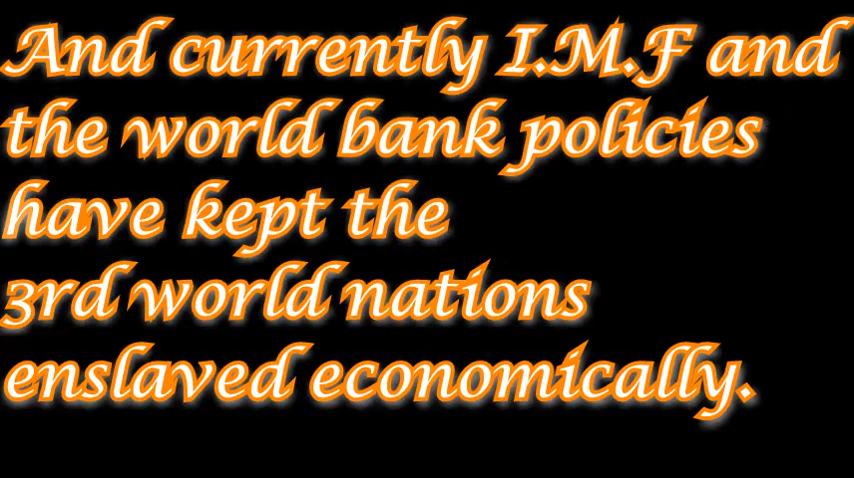 And currently I.M.F and
the world bank policies
have kept the
3rd world nations
enslaved economically.